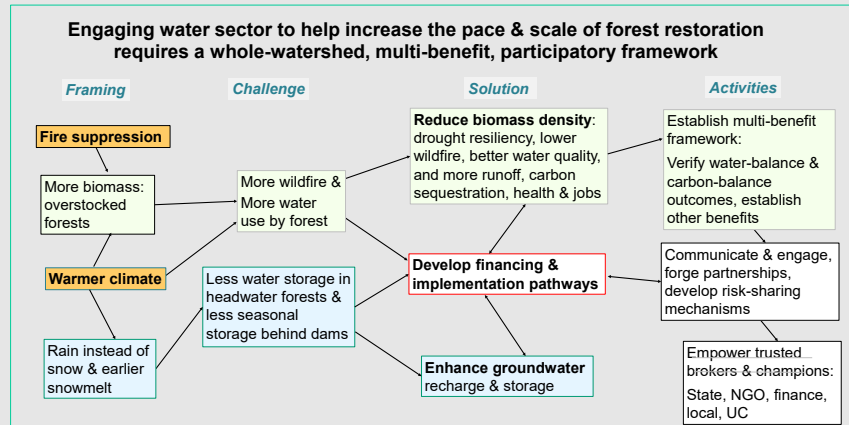 Engaging water sector to help increase the pace & scale of forest restoration
requires a whole-watershed, multi-benefit, participatory framework
Framing
Challenge
Solution
Activities
Fire suppression
More biomass:
overstocked
forests
Warmer climate
Rain instead of
snow & earlier
snowmelt
More wildfire &
More water
use by forest
Less water storage in
headwater forests &
less seasonal
storage behind dams
Reduce biomass density:
drought resiliency, lower
wildfire, better water quality,
and more runoff, carbon
sequestration, health & jobs
Develop financing &
implementation pathways
Enhance groundwater
recharge & storage
Establish multi-benefit
framework:
Verify water-balance &
carbon-balance
outcomes, establish
other benefits
Communicate & engage,
forge partnerships,
develop risk-sharing
mechanisms
Empower trusted
brokers & champions:
State, NGO, finance,
local, UC